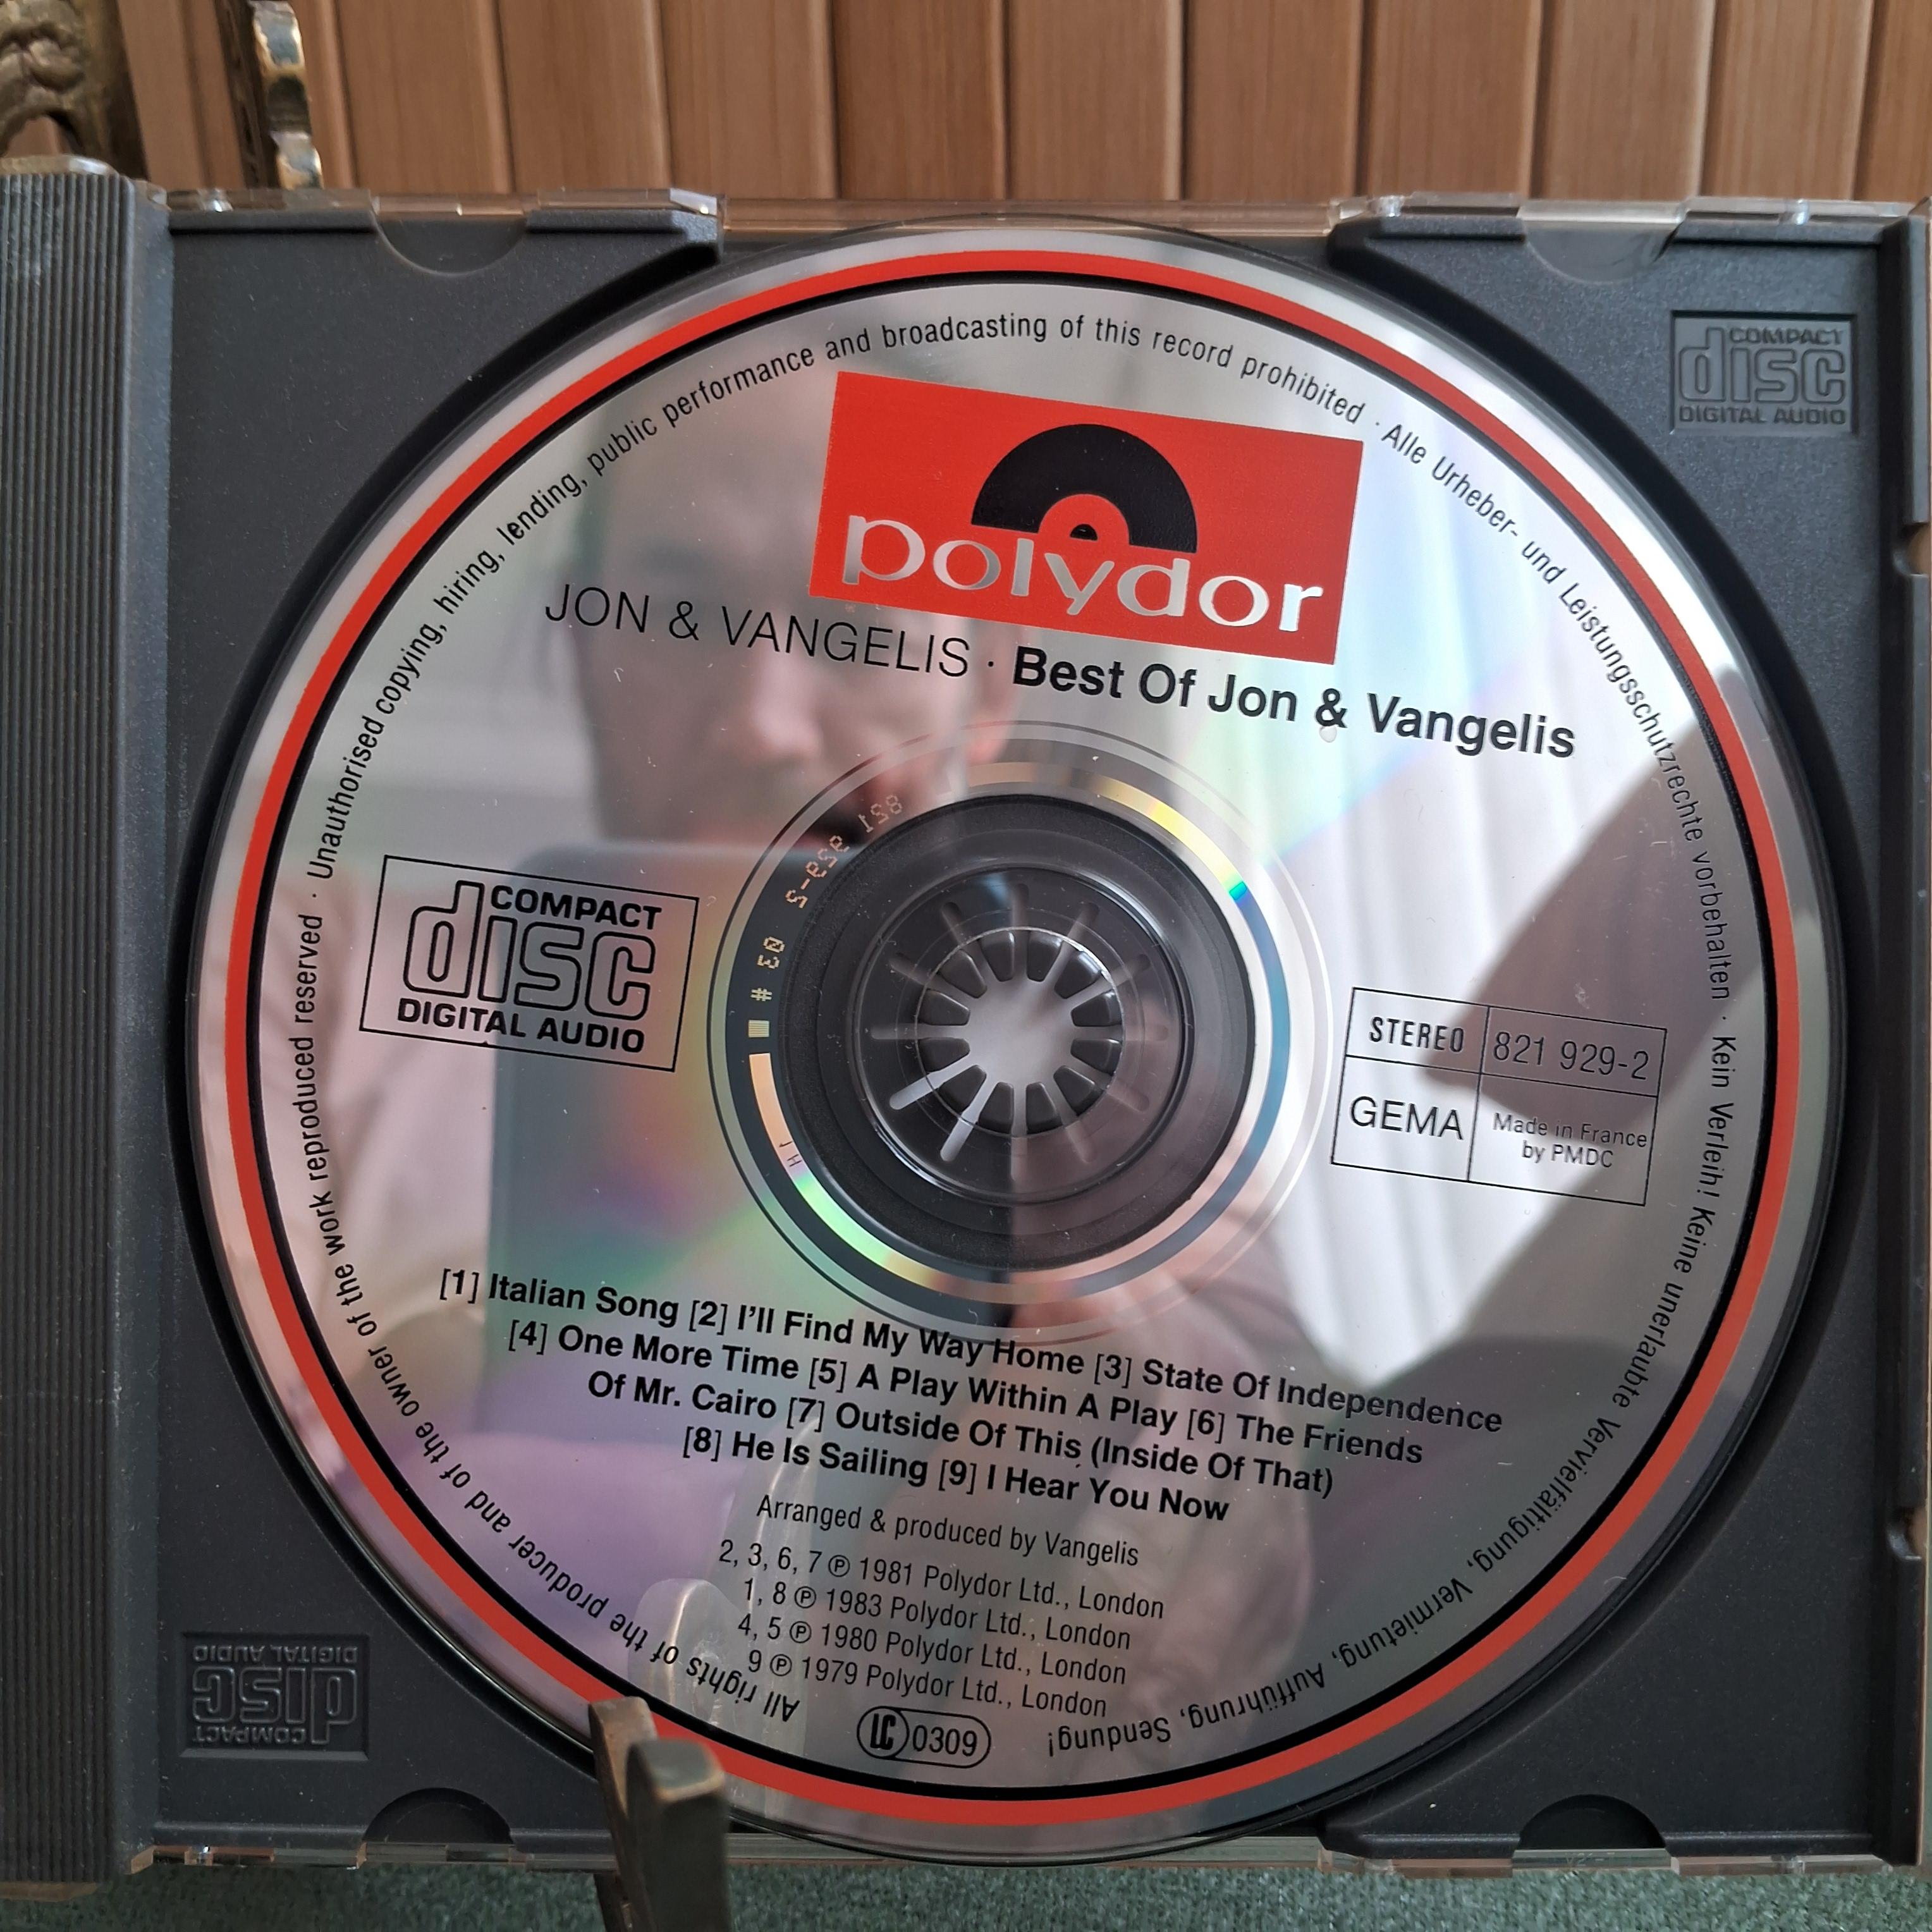 Unauthorised copying, hiring, lending, public performance and broadcasting of this record prohibited · Alle Urheber- und Leistungsschutzrechte vorbehalten · Kein Verleih! Keine unerlaubte Vervielfältigung, Vermietung, Aufführung, Sendung!
polydor
JON & VANGELIS · Best Of Jon & Vangelis
COMPACT
disc
DIGITAL AUDIO
821 929-2
# 03
STEREO 821 929-2
GEMA Made in France
by PMDC
[1] Italian Song [2] I'll Find My Way Home [3] State Of Independence
[4] One More Time [5] A Play Within A Play [6] The Friends
Of Mr. Cairo [7] Outside Of This (Inside Of That)
[8] He Is Sailing [9] I Hear You Now
Arranged & produced by Vangelis
2, 3, 6, 7 ℗ 1981 Polydor Ltd., London
1, 8 ℗ 1983 Polydor Ltd., London
4, 5 ℗ 1980 Polydor Ltd., London
9 ℗ 1979 Polydor Ltd., London
LC 0309
All rights of the producer and of the owner of the work reproduced reserved ·
COMPACT
disc
DIGITAL AUDIO
COMPACT
disc
DIGITAL AUDIO